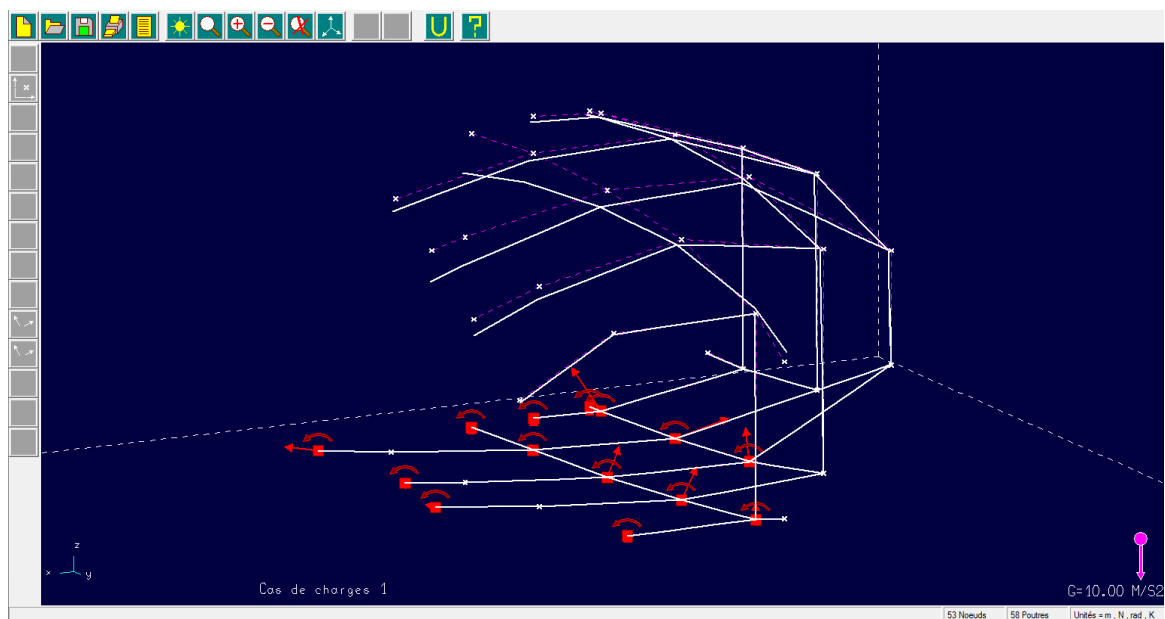 z
x
y
Cas de charges 1
G=10.00 M/S2
53 Noeuds
58 Poutres
Unités = m , N , rad , K